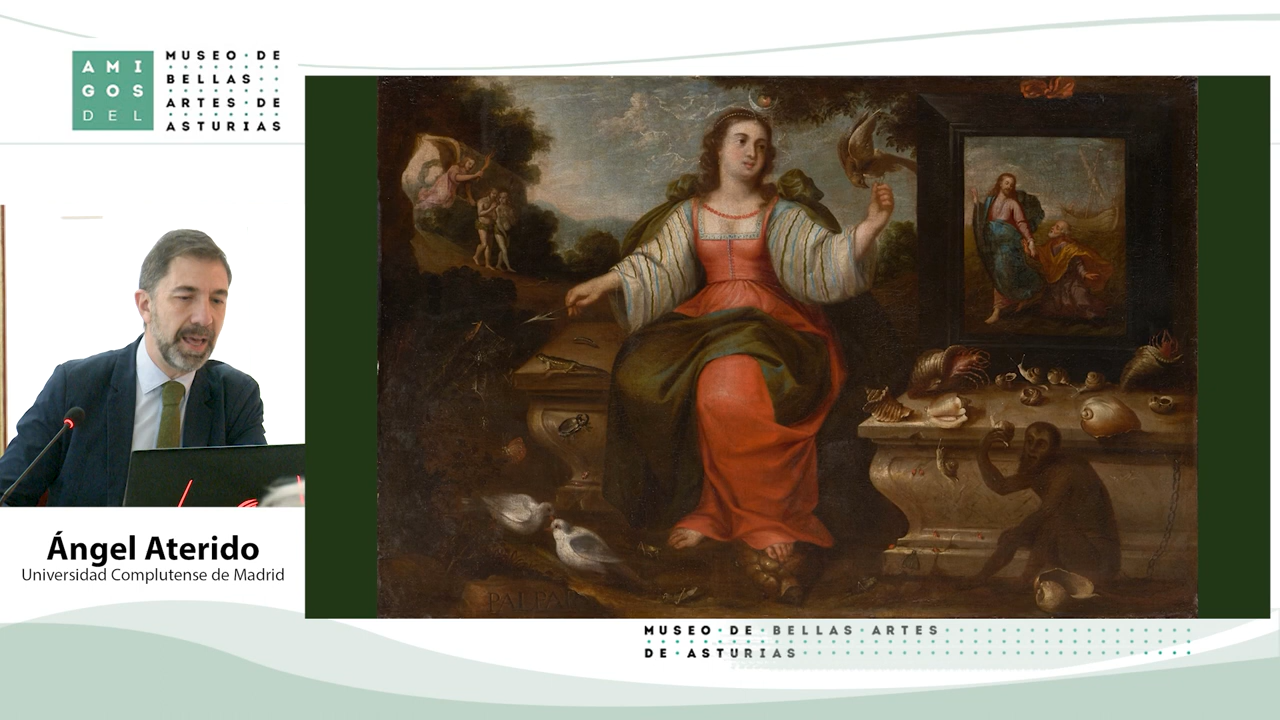 AMI
GOS
DEL
MUSEO·DE
BELLAS
ARTES·DE
ASTURIAS
Ángel Aterido
Universidad Complutense de Madrid
MUSEO·DE·BELLAS·ARTES
DE·ASTURIAS